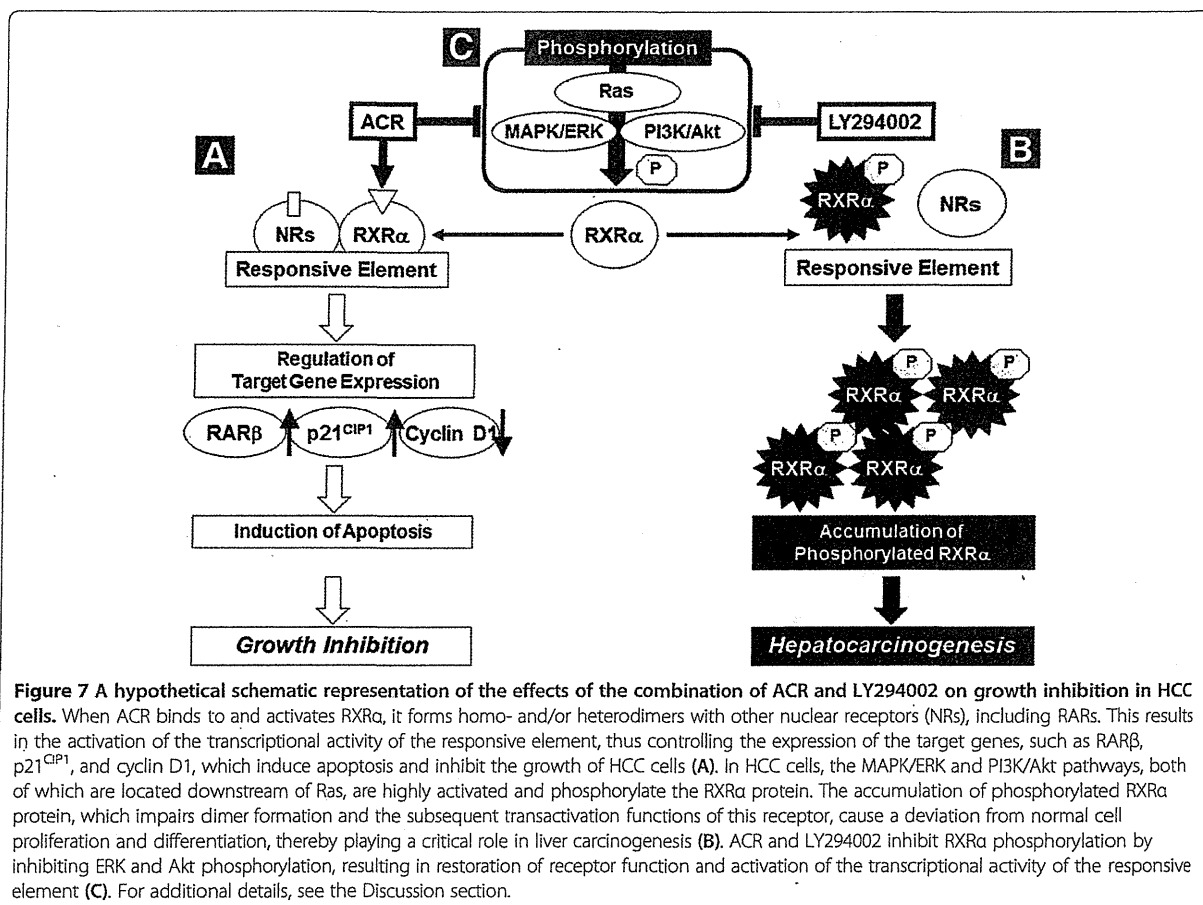 C
Phosphorylation
Ras
ACR
MAPK/ERK
PI3K/Akt
LY294002
P
A
B
NRs
RXRα
RXRα
RXRα
P
NRs
Responsive Element
Responsive Element
Regulation of
Target Gene Expression
RARβ
p21CIP1
Cyclin D1
P
P
RXRα
RXRα
P
P
RXRα
RXRα
Induction of Apoptosis
Accumulation of
Phosphorylated RXRα
Growth Inhibition
Hepatocarcinogenesis
Figure 7 A hypothetical schematic representation of the effects of the combination of ACR and LY294002 on growth inhibition in HCC
cells. When ACR binds to and activates RXRα, it forms homo- and/or heterodimers with other nuclear receptors (NRs), including RARs. This results
in the activation of the transcriptional activity of the responsive element, thus controlling the expression of the target genes, such as RARβ,
p21CIP1, and cyclin D1, which induce apoptosis and inhibit the growth of HCC cells (A). In HCC cells, the MAPK/ERK and PI3K/Akt pathways, both
of which are located downstream of Ras, are highly activated and phosphorylate the RXRα protein. The accumulation of phosphorylated RXRα
protein, which impairs dimer formation and the subsequent transactivation functions of this receptor, cause a deviation from normal cell
proliferation and differentiation, thereby playing a critical role in liver carcinogenesis (B). ACR and LY294002 inhibit RXRα phosphorylation by
inhibiting ERK and Akt phosphorylation, resulting in restoration of receptor function and activation of the transcriptional activity of the responsive
element (C). For additional details, see the Discussion section.